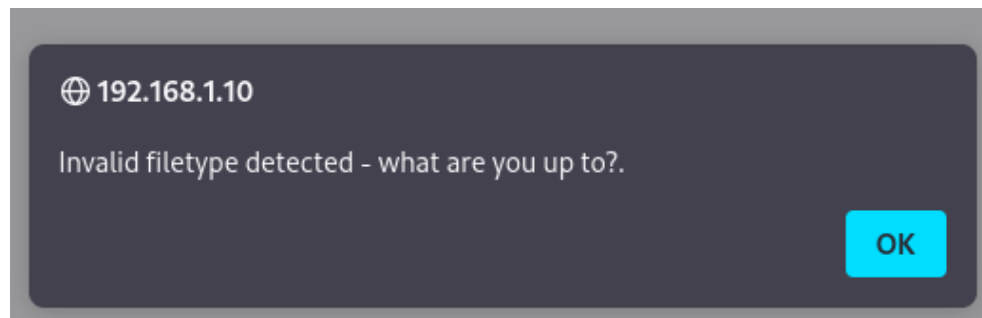 192.168.1.10
Invalid filetype detected - what are you up to?.
OK